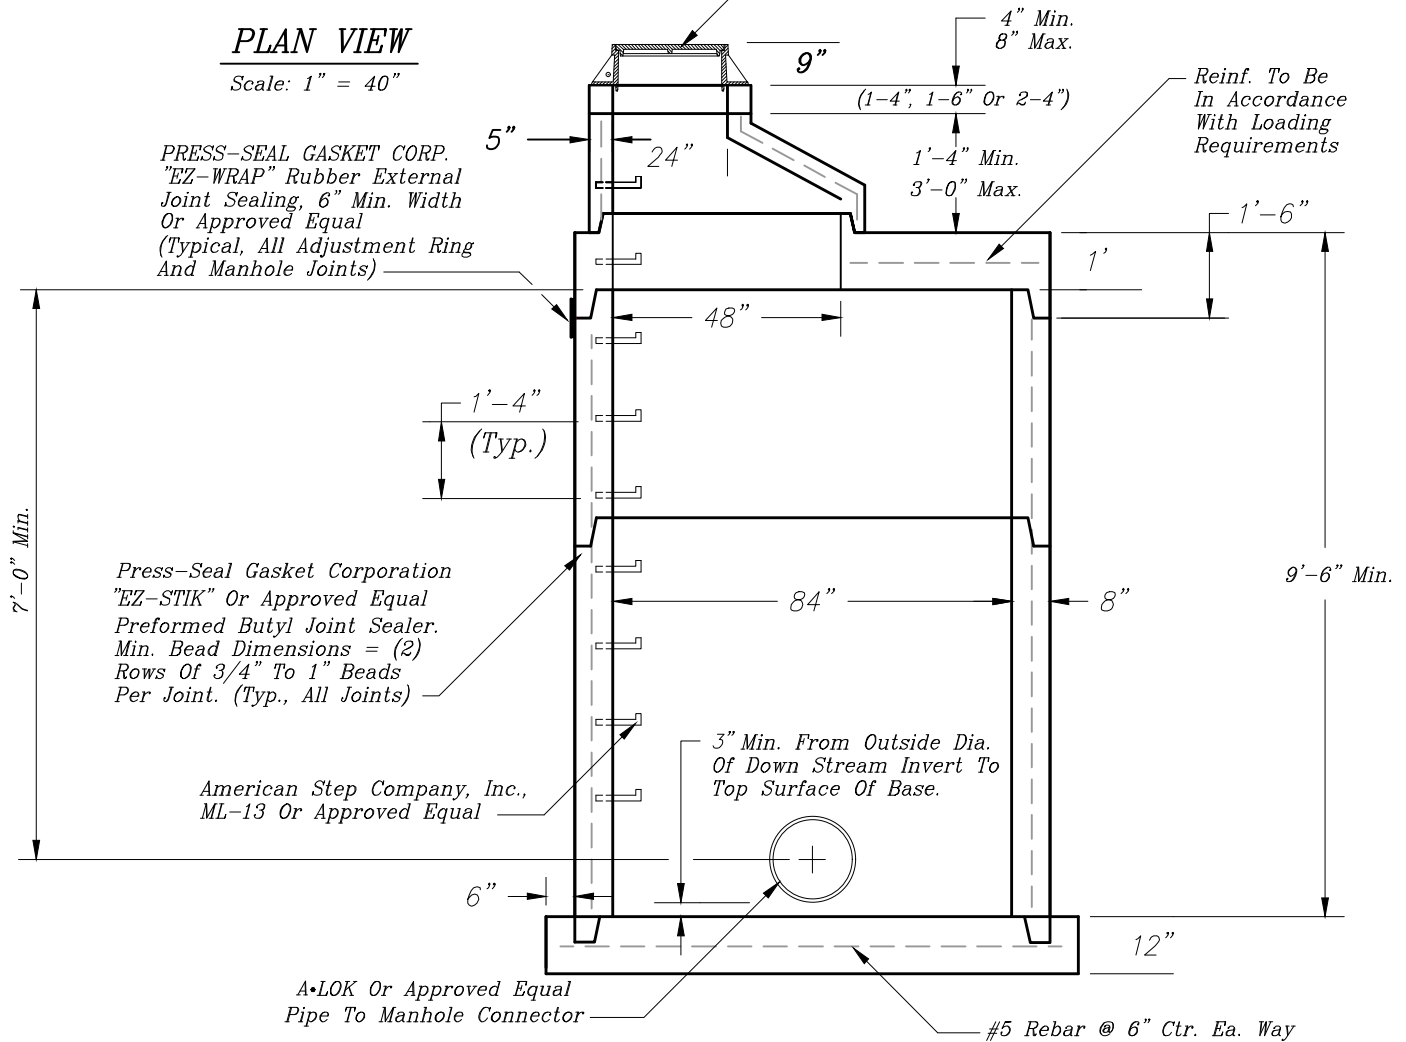 PLAN VIEW
Scale: 1" = 40"
4" Min.
8" Max.
9"
(1-4", 1-6" Or 2-4")
Reinf. To Be
In Accordance
With Loading
Requirements
5"
24"
1'-4" Min.
3'-0" Max.
PRESS-SEAL GASKET CORP.
"EZ-WRAP" Rubber External
Joint Sealing, 6" Min. Width
Or Approved Equal
(Typical, All Adjustment Ring
And Manhole Joints)
1'-6"
1'
48"
1'-4"
(Typ.)
7'-0" Min.
9'-6" Min.
Press-Seal Gasket Corporation
"EZ-STIK" Or Approved Equal
Preformed Butyl Joint Sealer.
Min. Bead Dimensions = (2)
Rows Of 3/4" To 1" Beads
Per Joint. (Typ., All Joints)
84"
8"
3" Min. From Outside Dia.
Of Down Stream Invert To
Top Surface Of Base.
American Step Company, Inc.,
ML-13 Or Approved Equal
6"
12"
A•LOK Or Approved Equal
Pipe To Manhole Connector
#5 Rebar @ 6" Ctr. Ea. Way